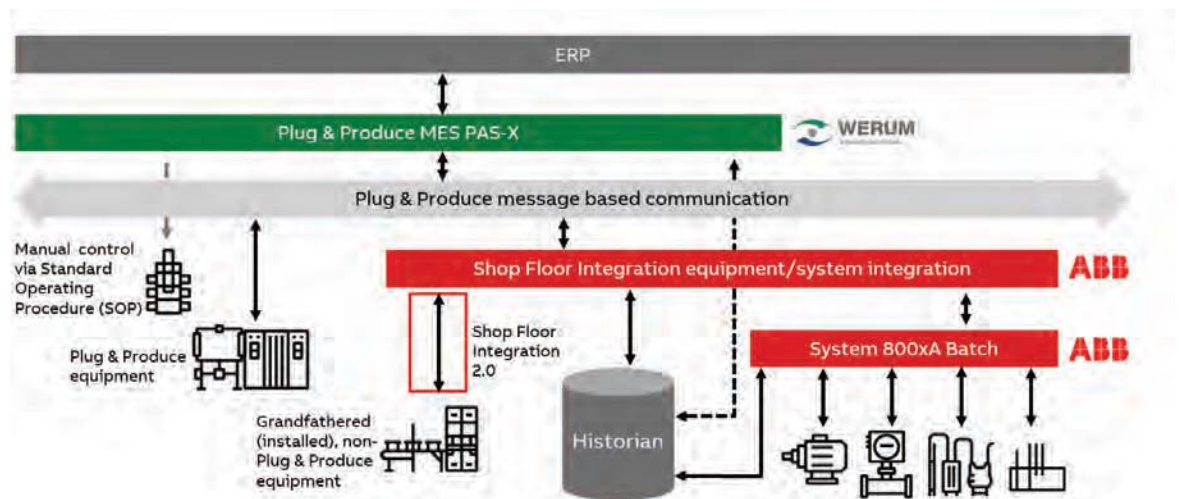 ERP
Plug & Produce MES PAS-X
WERUM
Plug & Produce message based communication
Manual control
via Standard
Operating
Procedure (SOP)
Shop Floor Integration equipment/system integration
ABB
Plug & Produce
equipment
Shop Floor
Integration
2.0
System 800xA Batch
ABB
Grandfathered
(installed), non-
Plug & Produce
equipment
Historian